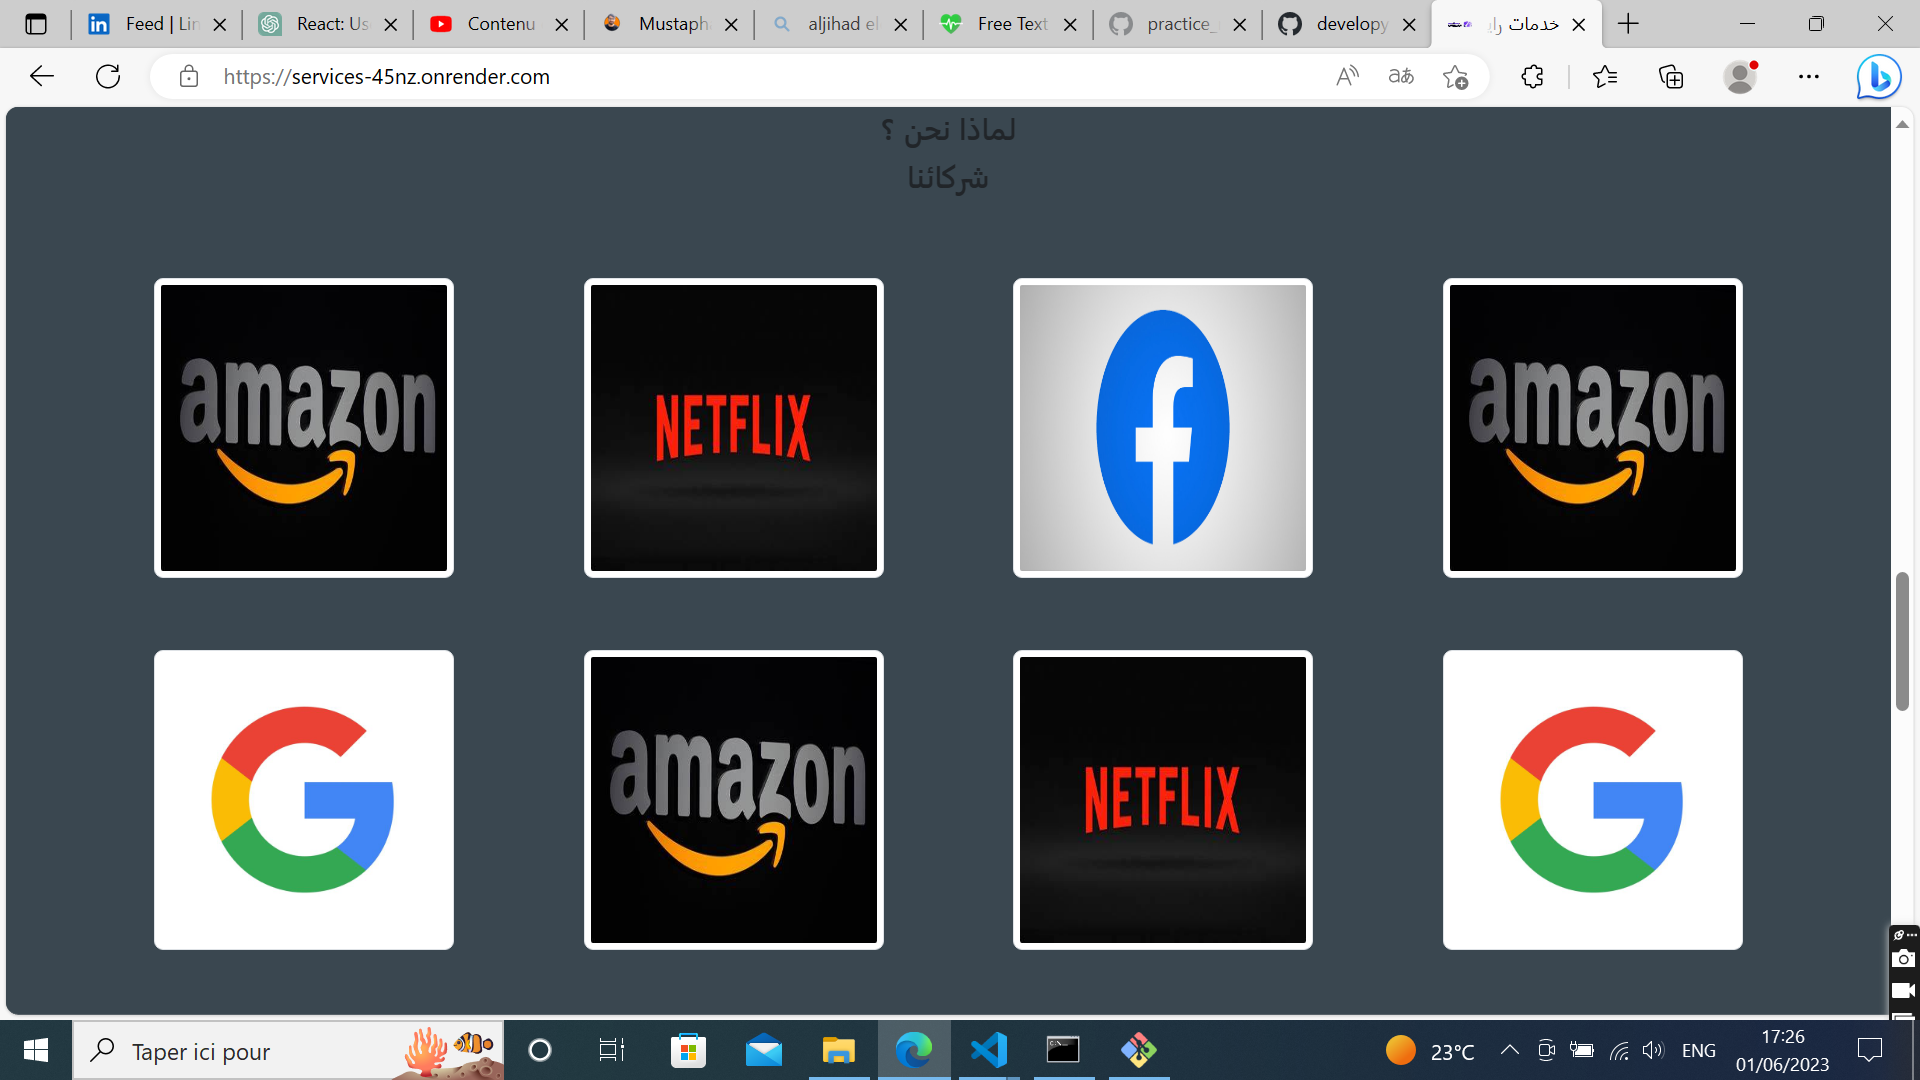 Feed | Lin
React: Us
Contenu
Mustaph
aljihad el
Free Text
practice_
develop
خدمات را
https://services-45nz.onrender.com
لماذا نحن ؟
شركائنا
amazon
NETFLIX
f
amazon
G
amazon
NETFLIX
G
Taper ici pour
23°C
ENG
17:26
01/06/2023